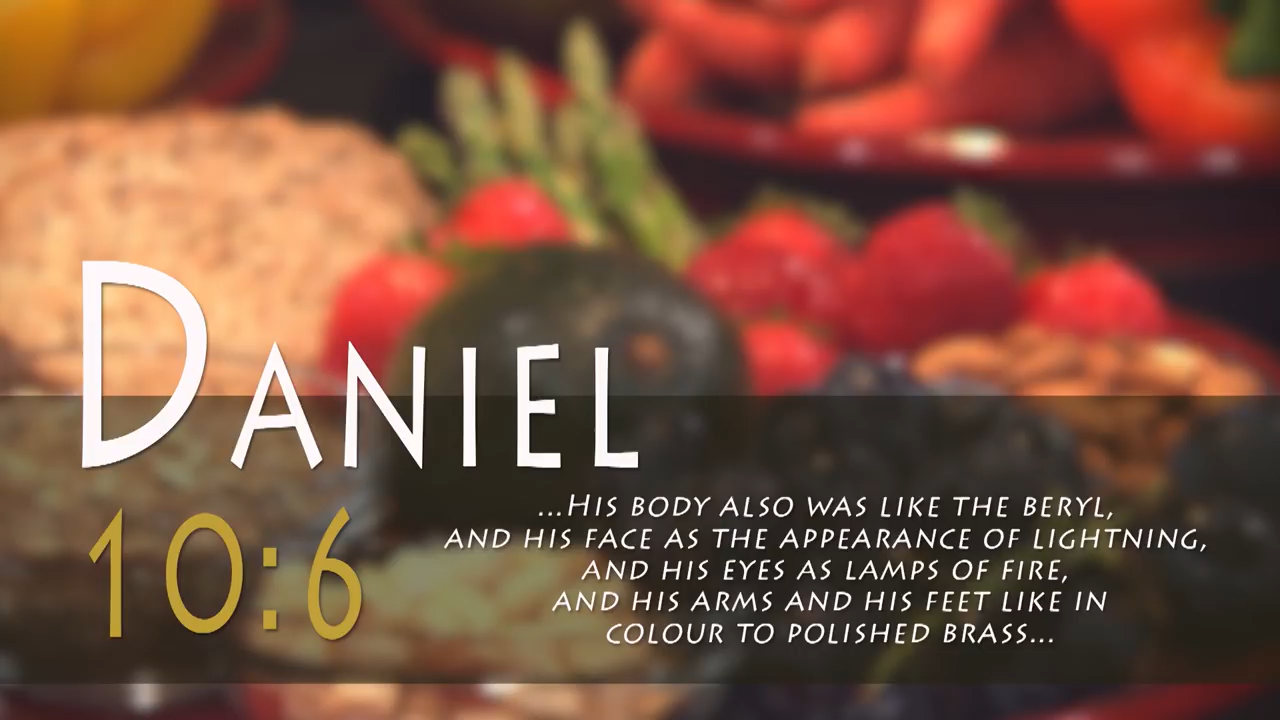 DANIEL
10:6
...HIS BODY ALSO WAS LIKE THE BERYL,
AND HIS FACE AS THE APPEARANCE OF LIGHTNING,
AND HIS EYES AS LAMPS OF FIRE,
AND HIS ARMS AND HIS FEET LIKE IN
COLOUR TO POLISHED BRASS...